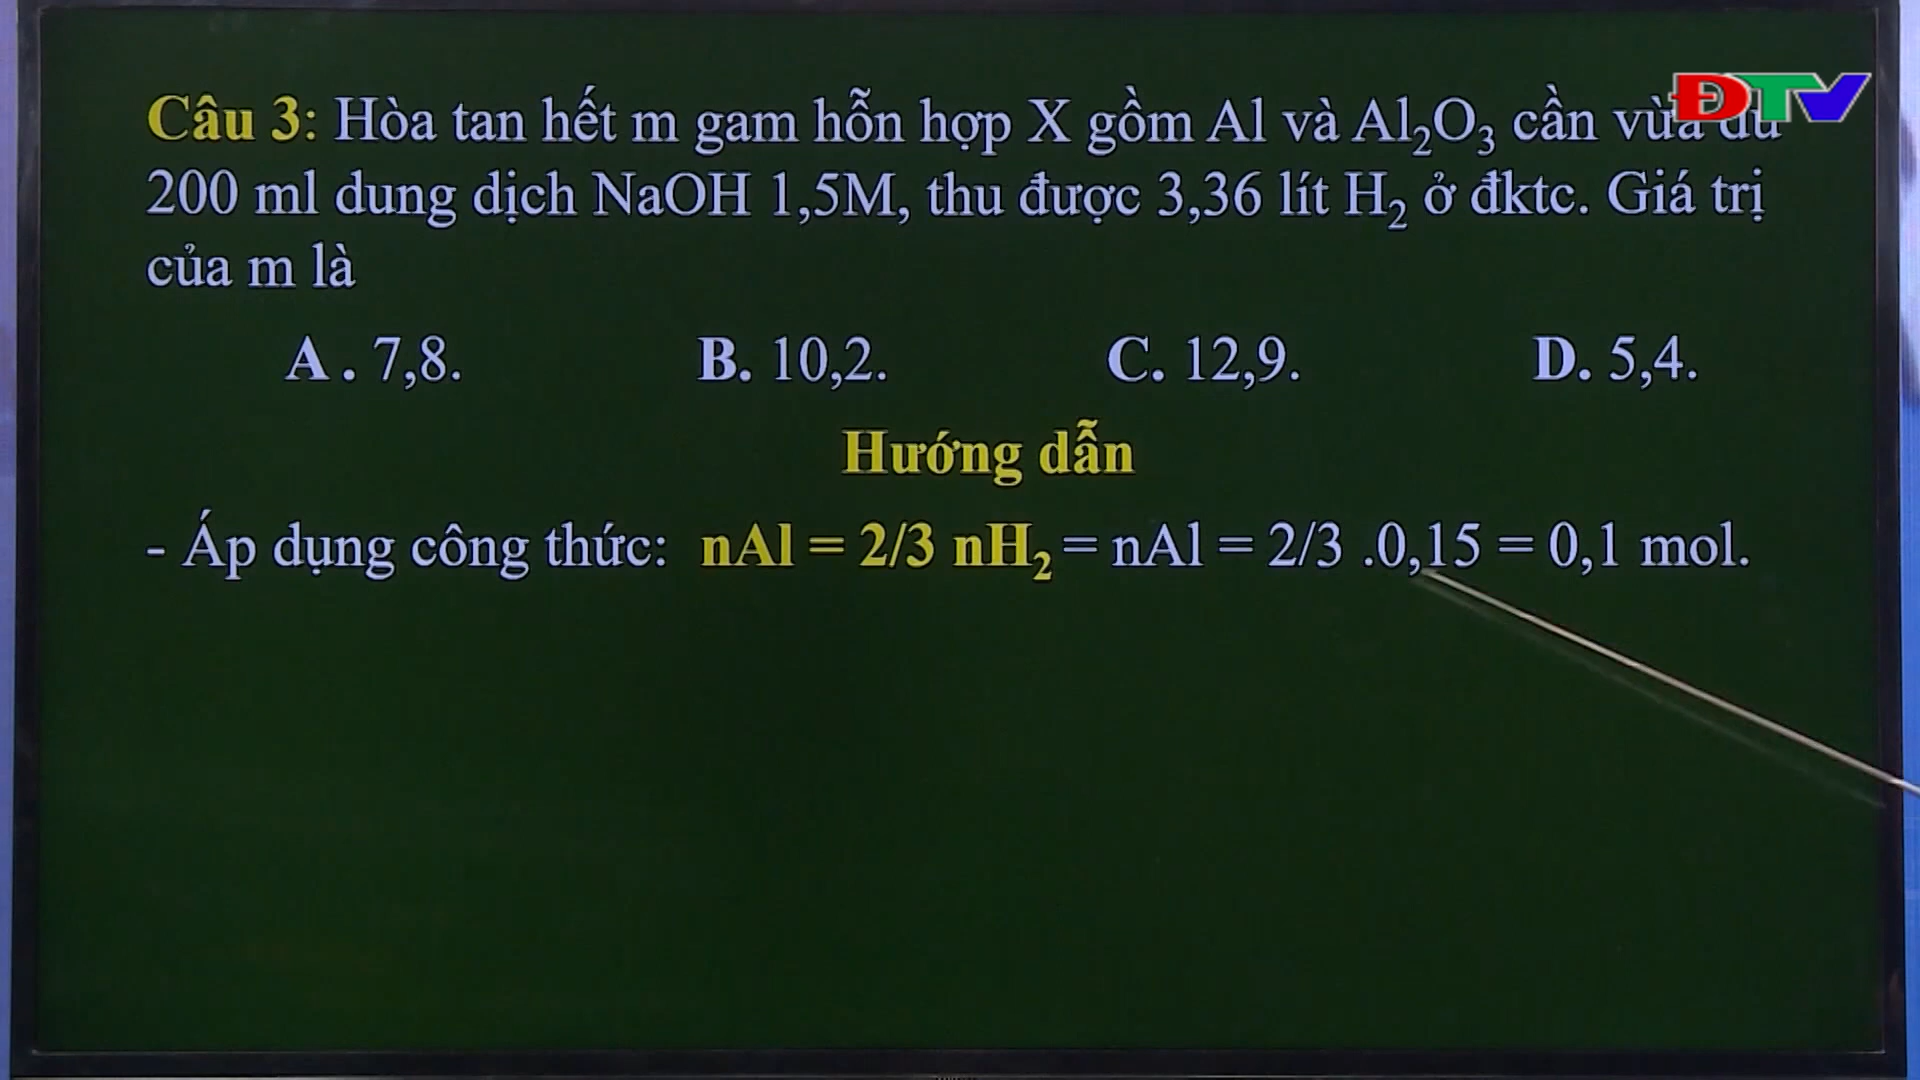 ĐTV
Câu 3: Hòa tan hết m gam hỗn hợp X gồm Al và Al₂O₃ cần vừa đủ
200 ml dung dịch NaOH 1,5M, thu được 3,36 lít H₂ ở đktc. Giá trị
của m là
A . 7,8. B. 10,2. C. 12,9. D. 5,4.
Hướng dẫn
- Áp dụng công thức: nAl = 2/3 nH₂ = nAl = 2/3 .0,15 = 0,1 mol.